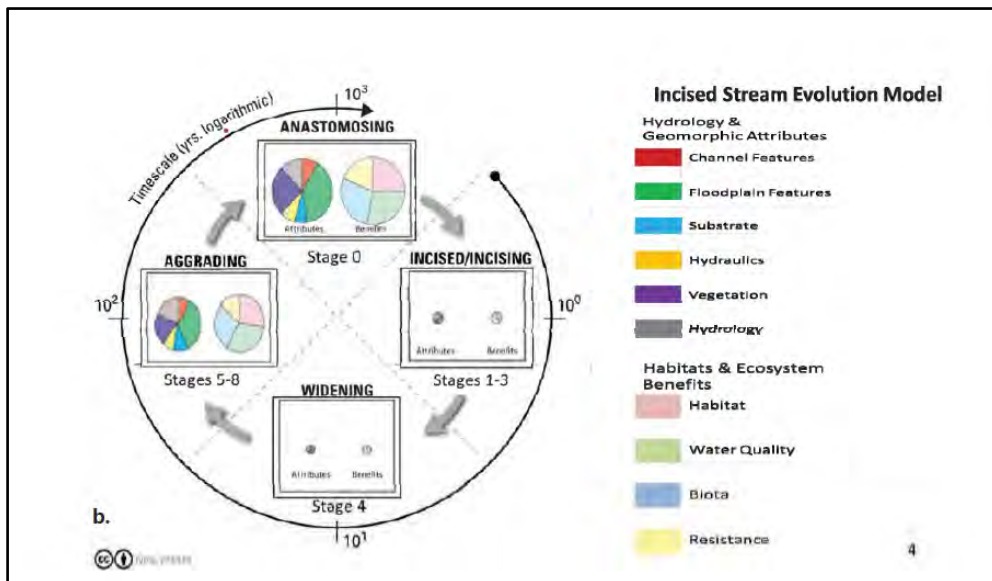 Timescale (yrs. logarithmic)
10³
ANASTOMOSING
Attributes
Benefits
Stage 0
AGGRADING
10²
Stages 5-8
INCISED/INCISING
10⁰
Attributes
Benefits
Stages 1-3
WIDENING
Attributes
Benefits
Stage 4
10¹
b.
cc
Incised Stream Evolution Model
Hydrology &
Geomorphic Attributes
Channel Features
Floodplain Features
Substrate
Hydraulics
Vegetation
Hydrology
Habitats & Ecosystem
Benefits
Habitat
Water Quality
Biota
Resistance
4